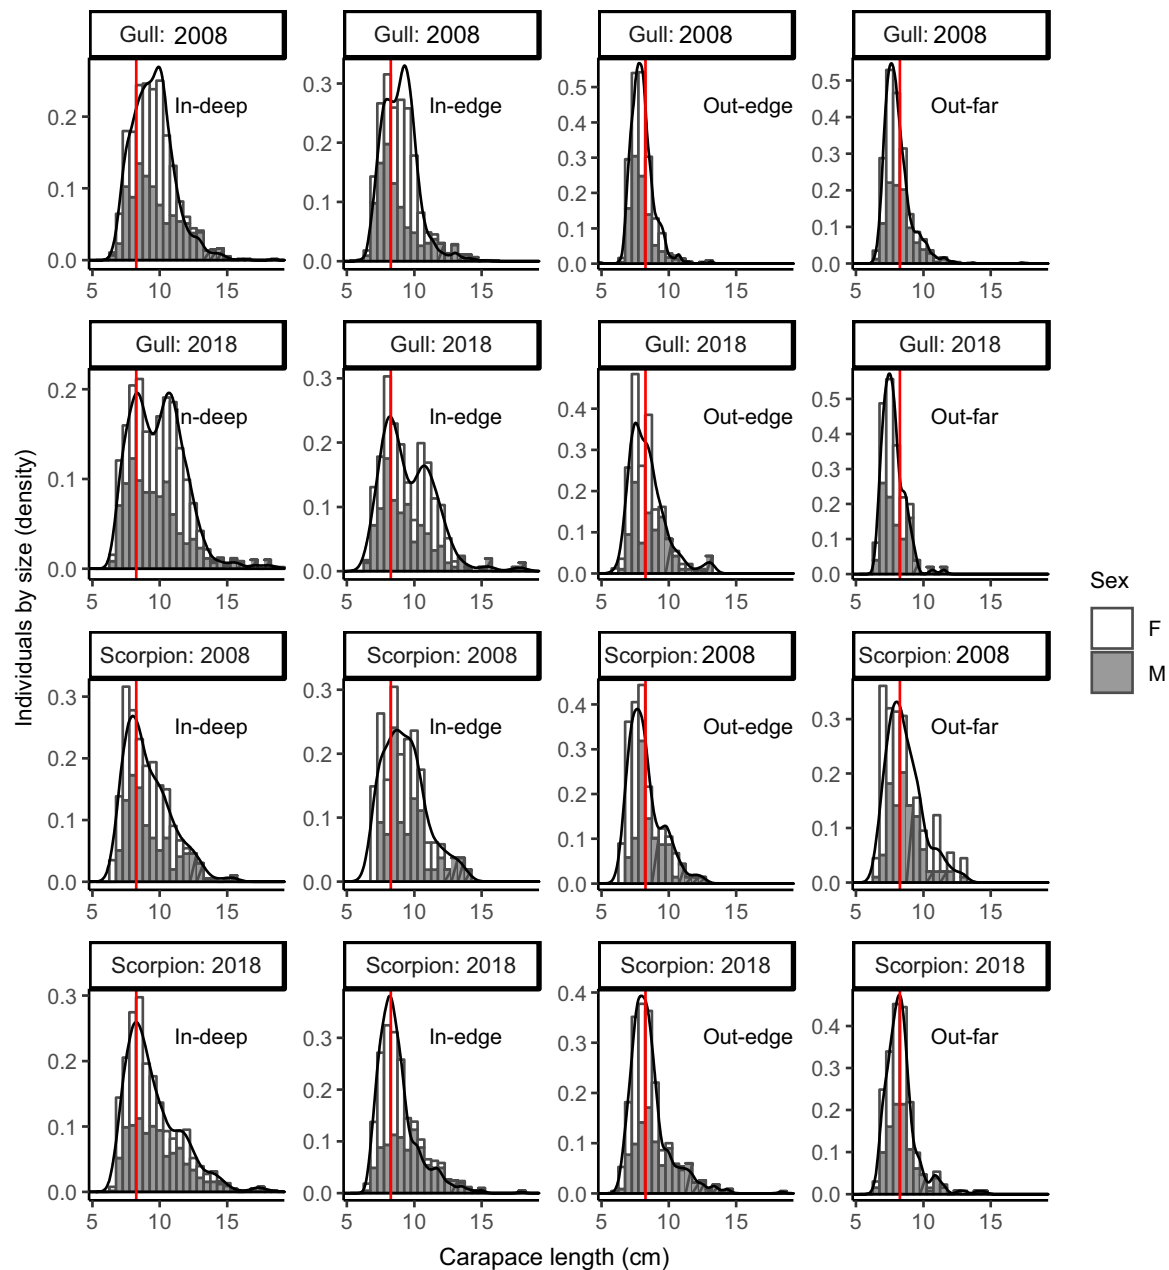 Gull: 2008 Gull: 2008 Gull: 2008 Gull: 2008
In-deep In-edge Out-edge Out-far
0.2 0.1 0.0
0.3 0.2 0.1 0.0
0.5 0.4 0.3 0.2 0.1 0.0
0.5 0.4 0.3 0.2 0.1 0.0
5 10 15 5 10 15 5 10 15 5 10 15
Gull: 2018 Gull: 2018 Gull: 2018 Gull: 2018
In-deep In-edge Out-edge Out-far
0.2 0.1 0.0
0.3 0.2 0.1 0.0
0.4 0.3 0.2 0.1 0.0
0.5 0.4 0.3 0.2 0.1 0.0
5 10 15 5 10 15 5 10 15 5 10 15
Individuals by size (density)
Sex
F
M
Scorpion: 2008 Scorpion: 2008 Scorpion: 2008 Scorpion: 2008
In-deep In-edge Out-edge Out-far
0.3 0.2 0.1 0.0
0.3 0.2 0.1 0.0
0.4 0.3 0.2 0.1 0.0
0.3 0.2 0.1 0.0
5 10 15 5 10 15 5 10 15 5 10 15
Scorpion: 2018 Scorpion: 2018 Scorpion: 2018 Scorpion: 2018
In-deep In-edge Out-edge Out-far
0.3 0.2 0.1 0.0
0.3 0.2 0.1 0.0
0.4 0.3 0.2 0.1 0.0
0.4 0.3 0.2 0.1 0.0
5 10 15 5 10 15 5 10 15 5 10 15
Carapace length (cm)